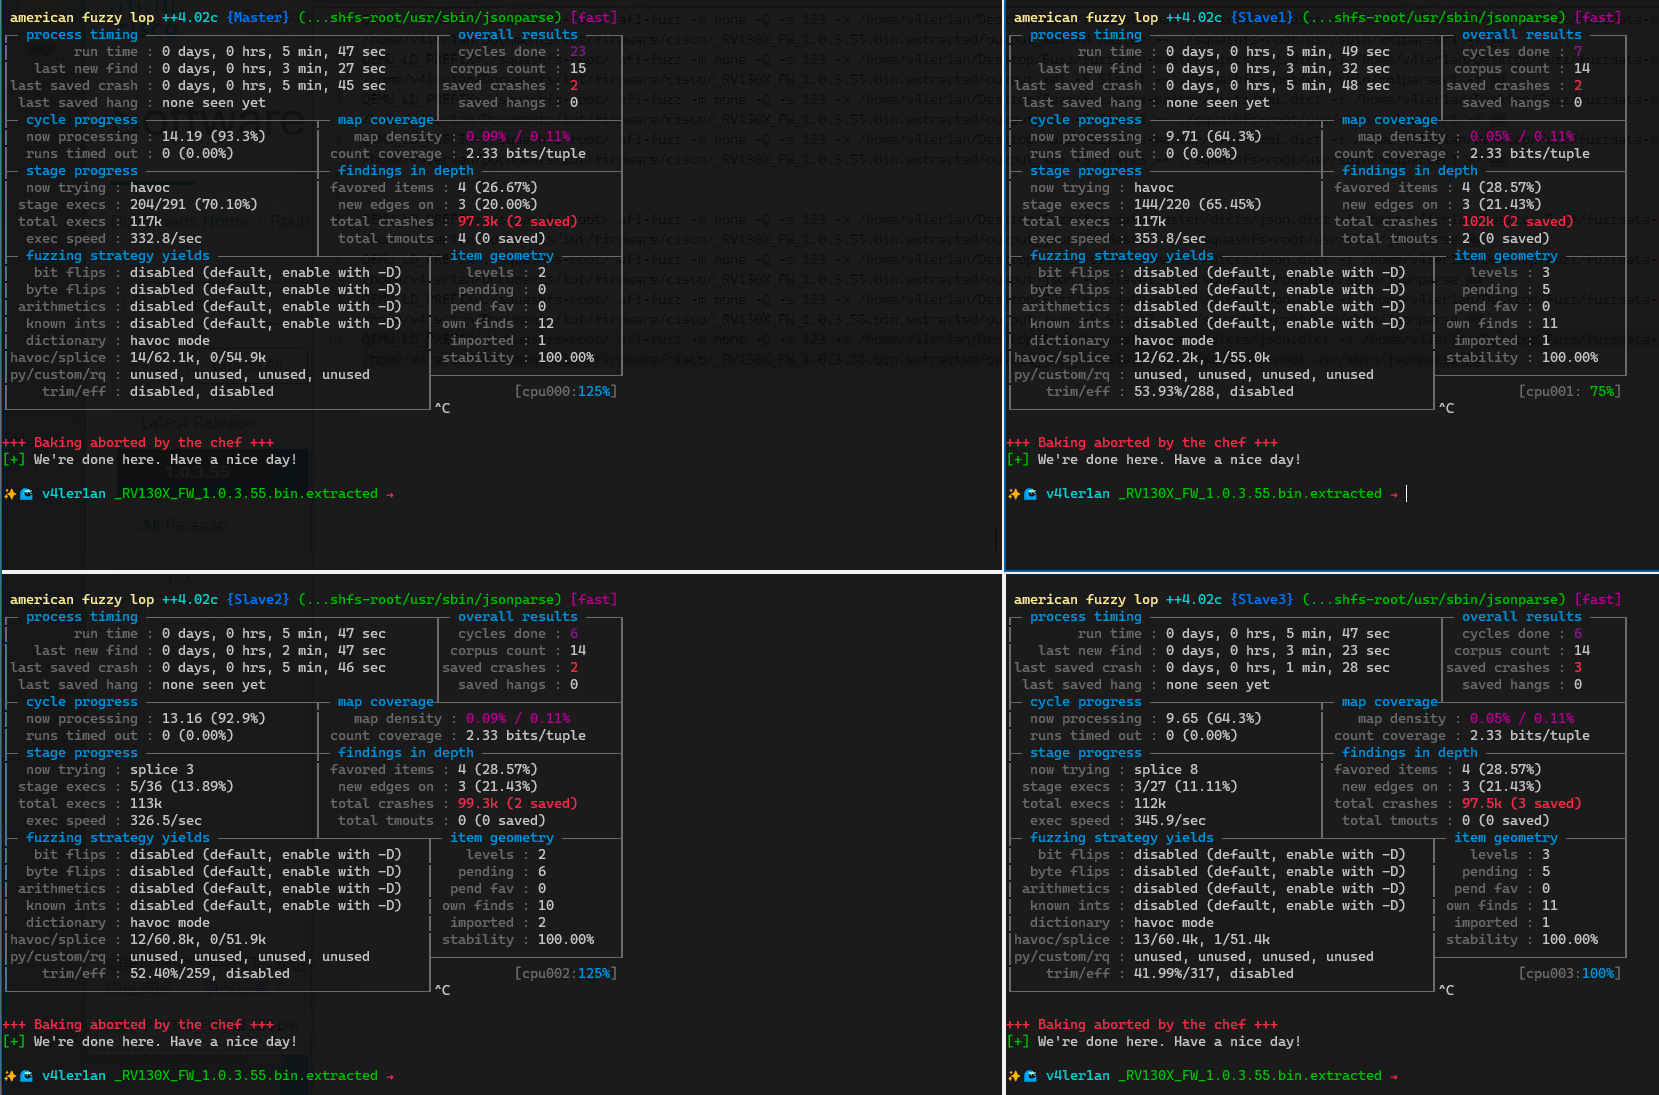 american fuzzy lop ++4.02c {Master} (...shfs-root/usr/sbin/jsonparse) [fast]
process timing overall results
run time : 0 days, 0 hrs, 5 min, 47 sec cycles done : 23
last new find : 0 days, 0 hrs, 3 min, 27 sec corpus count : 15
last saved crash : 0 days, 0 hrs, 5 min, 45 sec saved crashes : 2
last saved hang : none seen yet saved hangs : 0
cycle progress map coverage
now processing : 14.19 (93.3%) map density : 0.09% / 0.11%
runs timed out : 0 (0.00%) count coverage : 2.33 bits/tuple
stage progress findings in depth
now trying : havoc favored items : 4 (26.67%)
stage execs : 204/291 (70.10%) new edges on : 3 (20.00%)
total execs : 117k total crashes : 97.3k (2 saved)
exec speed : 332.8/sec total tmouts : 4 (0 saved)
fuzzing strategy yields item geometry
bit flips : disabled (default, enable with -D) levels : 2
byte flips : disabled (default, enable with -D) pending : 0
arithmetics : disabled (default, enable with -D) pend fav : 0
known ints : disabled (default, enable with -D) own finds : 12
dictionary : havoc mode imported : 1
havoc/splice : 14/62.1k, 0/54.9k stability : 100.00%
py/custom/rq : unused, unused, unused, unused
trim/eff : disabled, disabled [cpu000:125%]
^C
+++ Baking aborted by the chef +++
[+] We're done here. Have a nice day!
v4ler1an _RV130X_FW_1.0.3.55.bin.extracted →
american fuzzy lop ++4.02c {Slave1} (...shfs-root/usr/sbin/jsonparse) [fast]
process timing overall results
run time : 0 days, 0 hrs, 5 min, 49 sec cycles done : 7
last new find : 0 days, 0 hrs, 3 min, 32 sec corpus count : 14
last saved crash : 0 days, 0 hrs, 5 min, 48 sec saved crashes : 2
last saved hang : none seen yet saved hangs : 0
cycle progress map coverage
now processing : 9.71 (64.3%) map density : 0.05% / 0.11%
runs timed out : 0 (0.00%) count coverage : 2.33 bits/tuple
stage progress findings in depth
now trying : havoc favored items : 4 (28.57%)
stage execs : 144/220 (65.45%) new edges on : 3 (21.43%)
total execs : 117k total crashes : 102k (2 saved)
exec speed : 353.8/sec total tmouts : 2 (0 saved)
fuzzing strategy yields item geometry
bit flips : disabled (default, enable with -D) levels : 3
byte flips : disabled (default, enable with -D) pending : 5
arithmetics : disabled (default, enable with -D) pend fav : 0
known ints : disabled (default, enable with -D) own finds : 11
dictionary : havoc mode imported : 1
havoc/splice : 12/62.2k, 1/55.0k stability : 100.00%
py/custom/rq : unused, unused, unused, unused
trim/eff : 53.93%/288, disabled [cpu001: 75%]
^C
+++ Baking aborted by the chef +++
[+] We're done here. Have a nice day!
v4ler1an _RV130X_FW_1.0.3.55.bin.extracted →
american fuzzy lop ++4.02c {Slave2} (...shfs-root/usr/sbin/jsonparse) [fast]
process timing overall results
run time : 0 days, 0 hrs, 5 min, 47 sec cycles done : 6
last new find : 0 days, 0 hrs, 2 min, 47 sec corpus count : 14
last saved crash : 0 days, 0 hrs, 5 min, 46 sec saved crashes : 2
last saved hang : none seen yet saved hangs : 0
cycle progress map coverage
now processing : 13.16 (92.9%) map density : 0.09% / 0.11%
runs timed out : 0 (0.00%) count coverage : 2.33 bits/tuple
stage progress findings in depth
now trying : splice 3 favored items : 4 (28.57%)
stage execs : 5/36 (13.89%) new edges on : 3 (21.43%)
total execs : 113k total crashes : 99.3k (2 saved)
exec speed : 326.5/sec total tmouts : 0 (0 saved)
fuzzing strategy yields item geometry
bit flips : disabled (default, enable with -D) levels : 2
byte flips : disabled (default, enable with -D) pending : 6
arithmetics : disabled (default, enable with -D) pend fav : 0
known ints : disabled (default, enable with -D) own finds : 10
dictionary : havoc mode imported : 2
havoc/splice : 12/60.8k, 0/51.9k stability : 100.00%
py/custom/rq : unused, unused, unused, unused
trim/eff : 52.40%/259, disabled [cpu002:125%]
^C
+++ Baking aborted by the chef +++
[+] We're done here. Have a nice day!
v4ler1an _RV130X_FW_1.0.3.55.bin.extracted →
american fuzzy lop ++4.02c {Slave3} (...shfs-root/usr/sbin/jsonparse) [fast]
process timing overall results
run time : 0 days, 0 hrs, 5 min, 47 sec cycles done : 6
last new find : 0 days, 0 hrs, 3 min, 23 sec corpus count : 14
last saved crash : 0 days, 0 hrs, 1 min, 28 sec saved crashes : 3
last saved hang : none seen yet saved hangs : 0
cycle progress map coverage
now processing : 9.65 (64.3%) map density : 0.05% / 0.11%
runs timed out : 0 (0.00%) count coverage : 2.33 bits/tuple
stage progress findings in depth
now trying : splice 8 favored items : 4 (28.57%)
stage execs : 3/27 (11.11%) new edges on : 3 (21.43%)
total execs : 112k total crashes : 97.5k (3 saved)
exec speed : 345.9/sec total tmouts : 0 (0 saved)
fuzzing strategy yields item geometry
bit flips : disabled (default, enable with -D) levels : 3
byte flips : disabled (default, enable with -D) pending : 5
arithmetics : disabled (default, enable with -D) pend fav : 0
known ints : disabled (default, enable with -D) own finds : 11
dictionary : havoc mode imported : 1
havoc/splice : 13/60.4k, 1/51.4k stability : 100.00%
py/custom/rq : unused, unused, unused, unused
trim/eff : 41.99%/317, disabled [cpu003:100%]
^C
+++ Baking aborted by the chef +++
[+] We're done here. Have a nice day!
v4ler1an _RV130X_FW_1.0.3.55.bin.extracted →